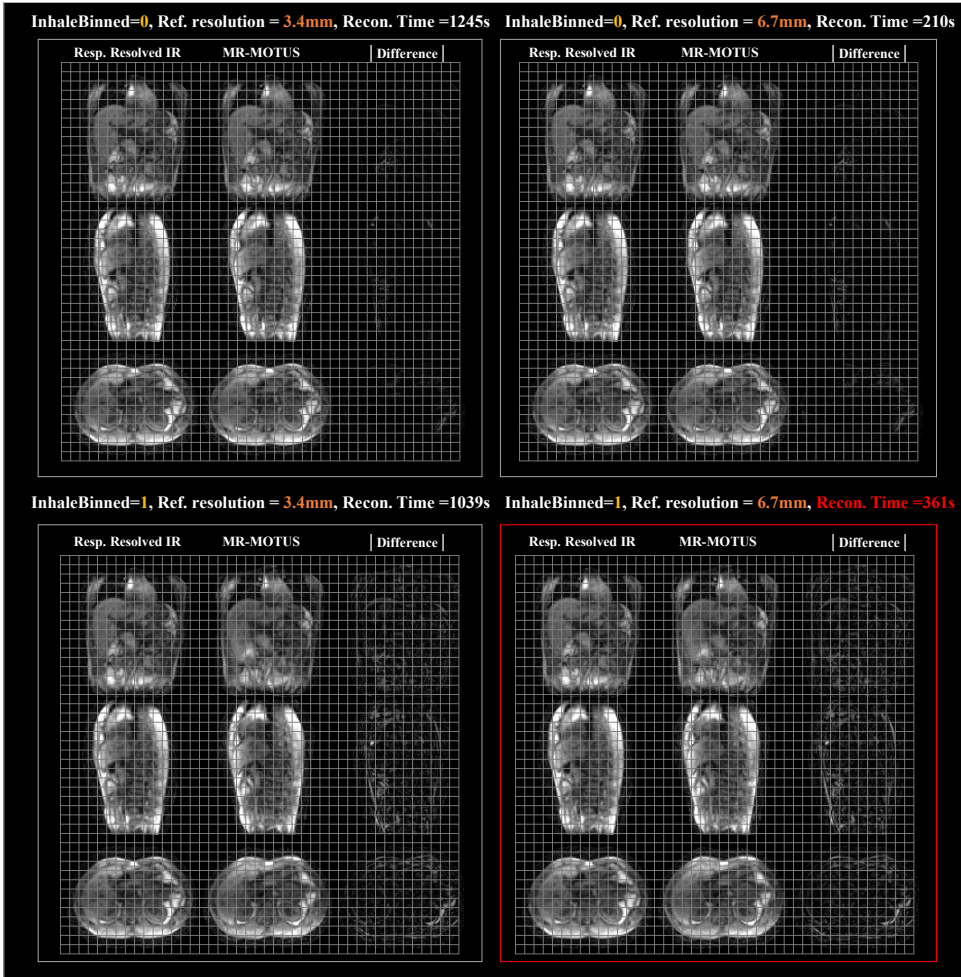 InhaleBinned=0, Ref. resolution = 3.4mm, Recon. Time =1245s
Resp. Resolved IR MR-MOTUS | Difference |
InhaleBinned=0, Ref. resolution = 6.7mm, Recon. Time =210s
Resp. Resolved IR MR-MOTUS | Difference |
InhaleBinned=1, Ref. resolution = 3.4mm, Recon. Time =1039s
Resp. Resolved IR MR-MOTUS | Difference |
InhaleBinned=1, Ref. resolution = 6.7mm, Recon. Time =361s
Resp. Resolved IR MR-MOTUS | Difference |